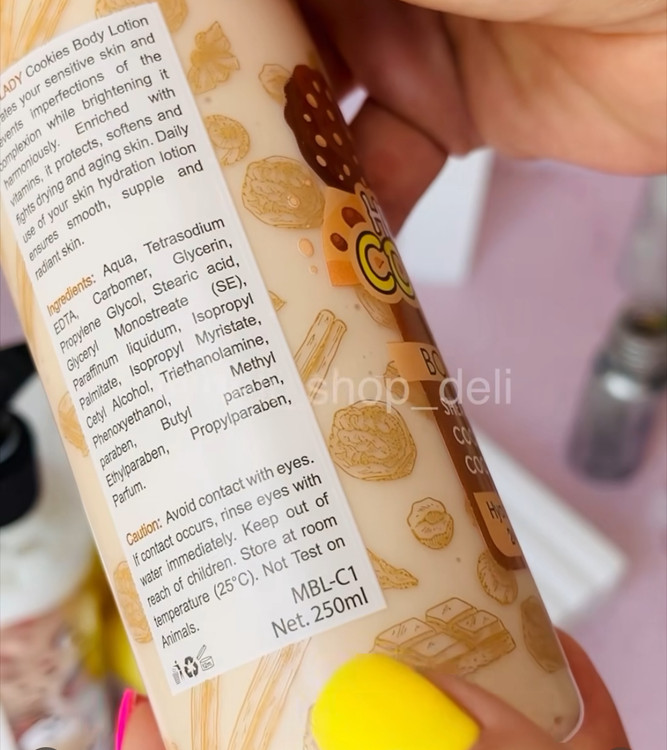 LADY Cookies Body Lotion
your sensitive skin and
imperfections of the
complexion while brightening it
harmoniously. Enriched with
vitamins, it protects, softens and
fights drying and aging skin. Daily
use of your skin hydration lotion
ensures smooth, supple and
radiant skin.
Ingredients: Aqua, Tetrasodium
EDTA, Carbomer, Glycerin,
Propylene Glycol, Stearic acid,
Glyceryl Monostreate (SE),
Paraffinum liquidum, Isopropyl
Palmitate, Isopropyl Myristate,
Cetyl Alcohol, Triethanolamine,
Phenoxyethanol, Methyl
paraben, Butyl paraben,
Ethylparaben, Propylparaben,
Parfum.
Caution: Avoid contact with eyes.
If contact occurs, rinse eyes with
water immediately. Keep out of
reach of children. Store at room
temperature (25°C). Not Test on
Animals.
MBL-C1
Net. 250ml
CO
BO
_shop_deli